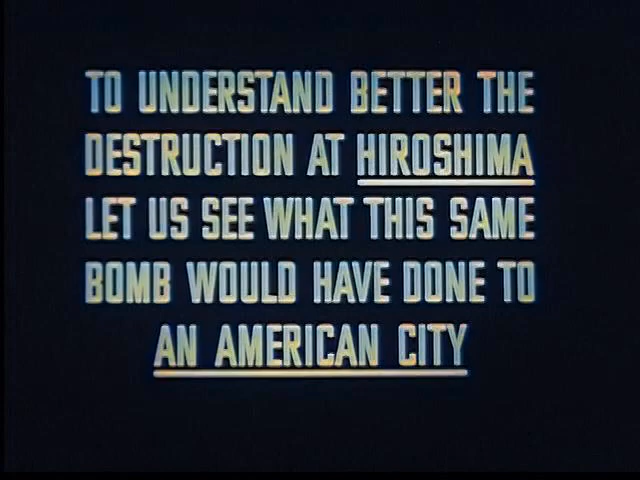 TO UNDERSTAND BETTER THE
DESTRUCTION AT HIROSHIMA
LET US SEE WHAT THIS SAME
BOMB WOULD HAVE DONE TO
AN AMERICAN CITY